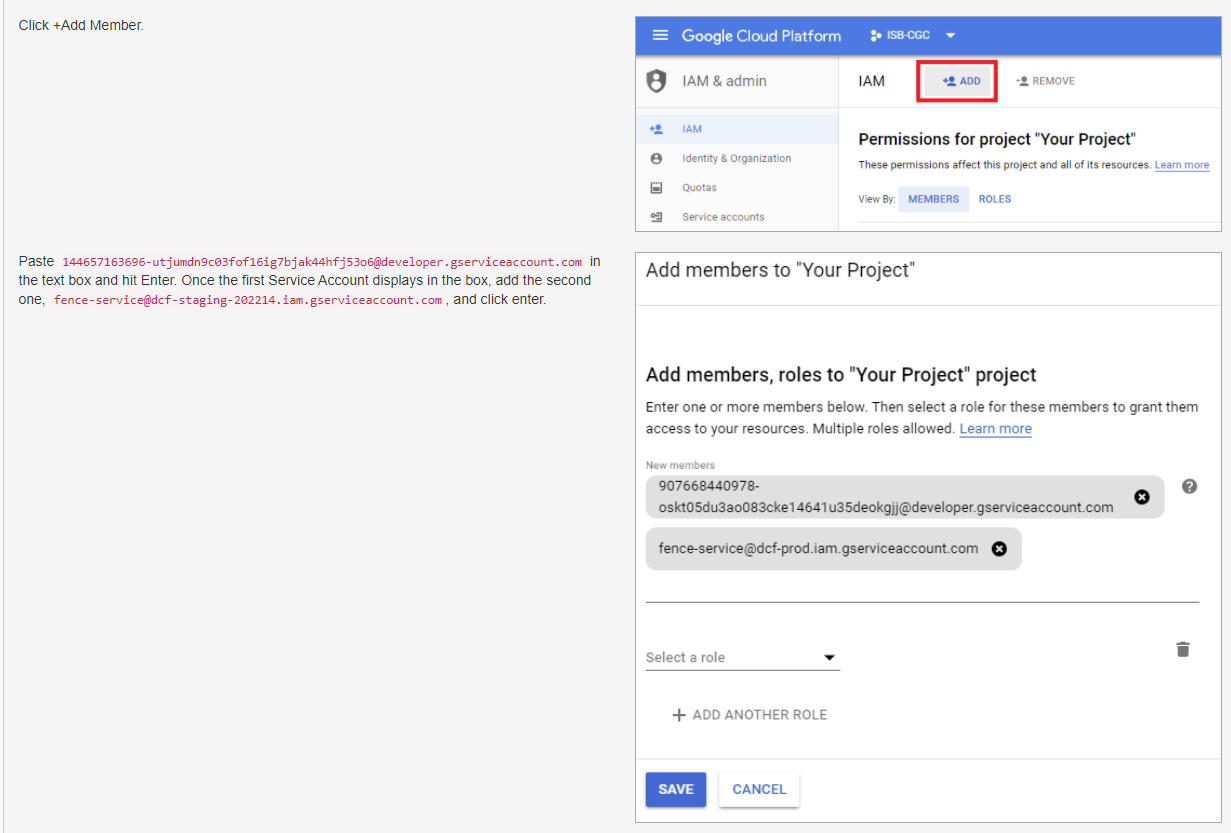 Click +Add Member.
Google Cloud Platform
ISB-CGC
IAM & admin
IAM
ADD
REMOVE
IAM
Identity & Organization
Quotas
Service accounts
Permissions for project "Your Project"
These permissions affect this project and all of its resources. Learn more
View By: MEMBERS ROLES
Paste 144657163696-utjumdn9c03fof16ig7bjak44hfj53o6@developer.gserviceaccount.com in
the text box and hit Enter. Once the first Service Account displays in the box, add the second
one, fence-service@dcf-staging-202214.iam.gserviceaccount.com, and click enter.
Add members to "Your Project"
Add members, roles to "Your Project" project
Enter one or more members below. Then select a role for these members to grant them
access to your resources. Multiple roles allowed. Learn more
New members
907668440978-
oskt05du3ao083cke14641u35deokgjj@developer.gserviceaccount.com
fence-service@dcf-prod.iam.gserviceaccount.com
Select a role
ADD ANOTHER ROLE
SAVE
CANCEL